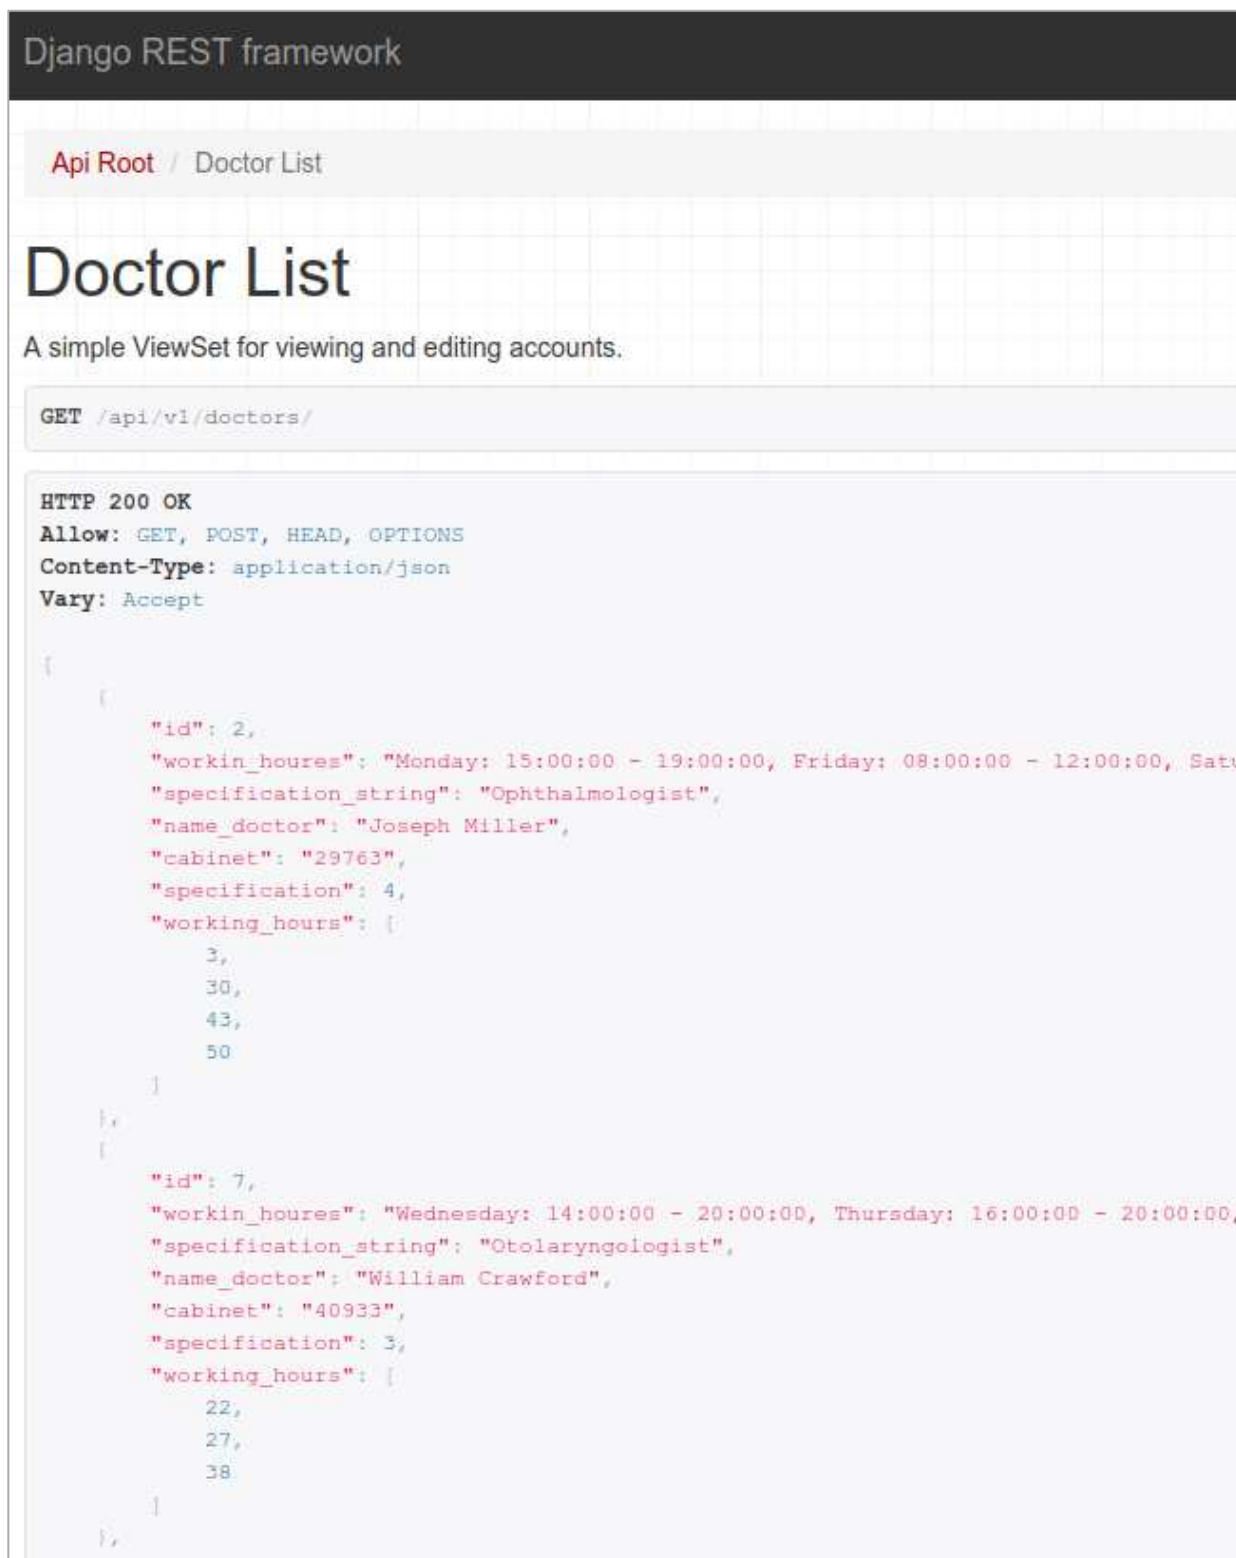 Django REST framework
Api Root / Doctor List
Doctor List
A simple ViewSet for viewing and editing accounts.
GET /api/v1/doctors/
HTTP 200 OK
Allow: GET, POST, HEAD, OPTIONS
Content-Type: application/json
Vary: Accept
[
{
"id": 2,
"workin_houres": "Monday: 15:00:00 - 19:00:00, Friday: 08:00:00 - 12:00:00, Satu
"specification_string": "Ophthalmologist",
"name_doctor": "Joseph Miller",
"cabinet": "29763",
"specification": 4,
"working_hours": [
3,
30,
43,
50
]
},
{
"id": 7,
"workin_houres": "Wednesday: 14:00:00 - 20:00:00, Thursday: 16:00:00 - 20:00:00,
"specification_string": "Otolaryngologist",
"name_doctor": "William Crawford",
"cabinet": "40933",
"specification": 3,
"working_hours": [
22,
27,
38
]
},